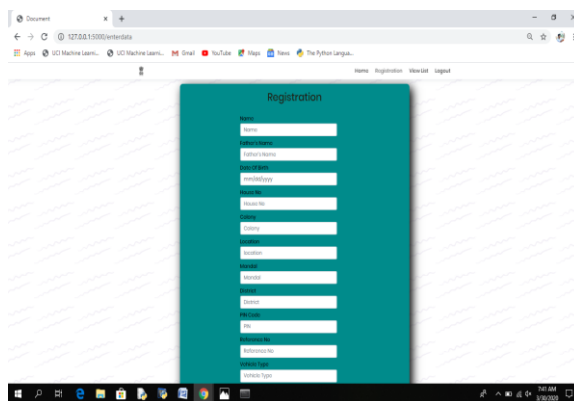 Document
127.0.0.1:5000/enterdata
Apps UCI Machine Learni... UCI Machine Learni... Gmail YouTube Maps News The Python Langua...
Home Registration View List Logout
Registration
Name
Name
Father's Name
Father's Name
Date Of Birth
mm/dd/yyyy
House No
House No
Colony
Colony
Location
location
Mandal
Mandal
District
District
PIN Code
PIN
Reference No
Reference No
Vehicle Type
Vehicle Type
7:41 AM
3/30/2020